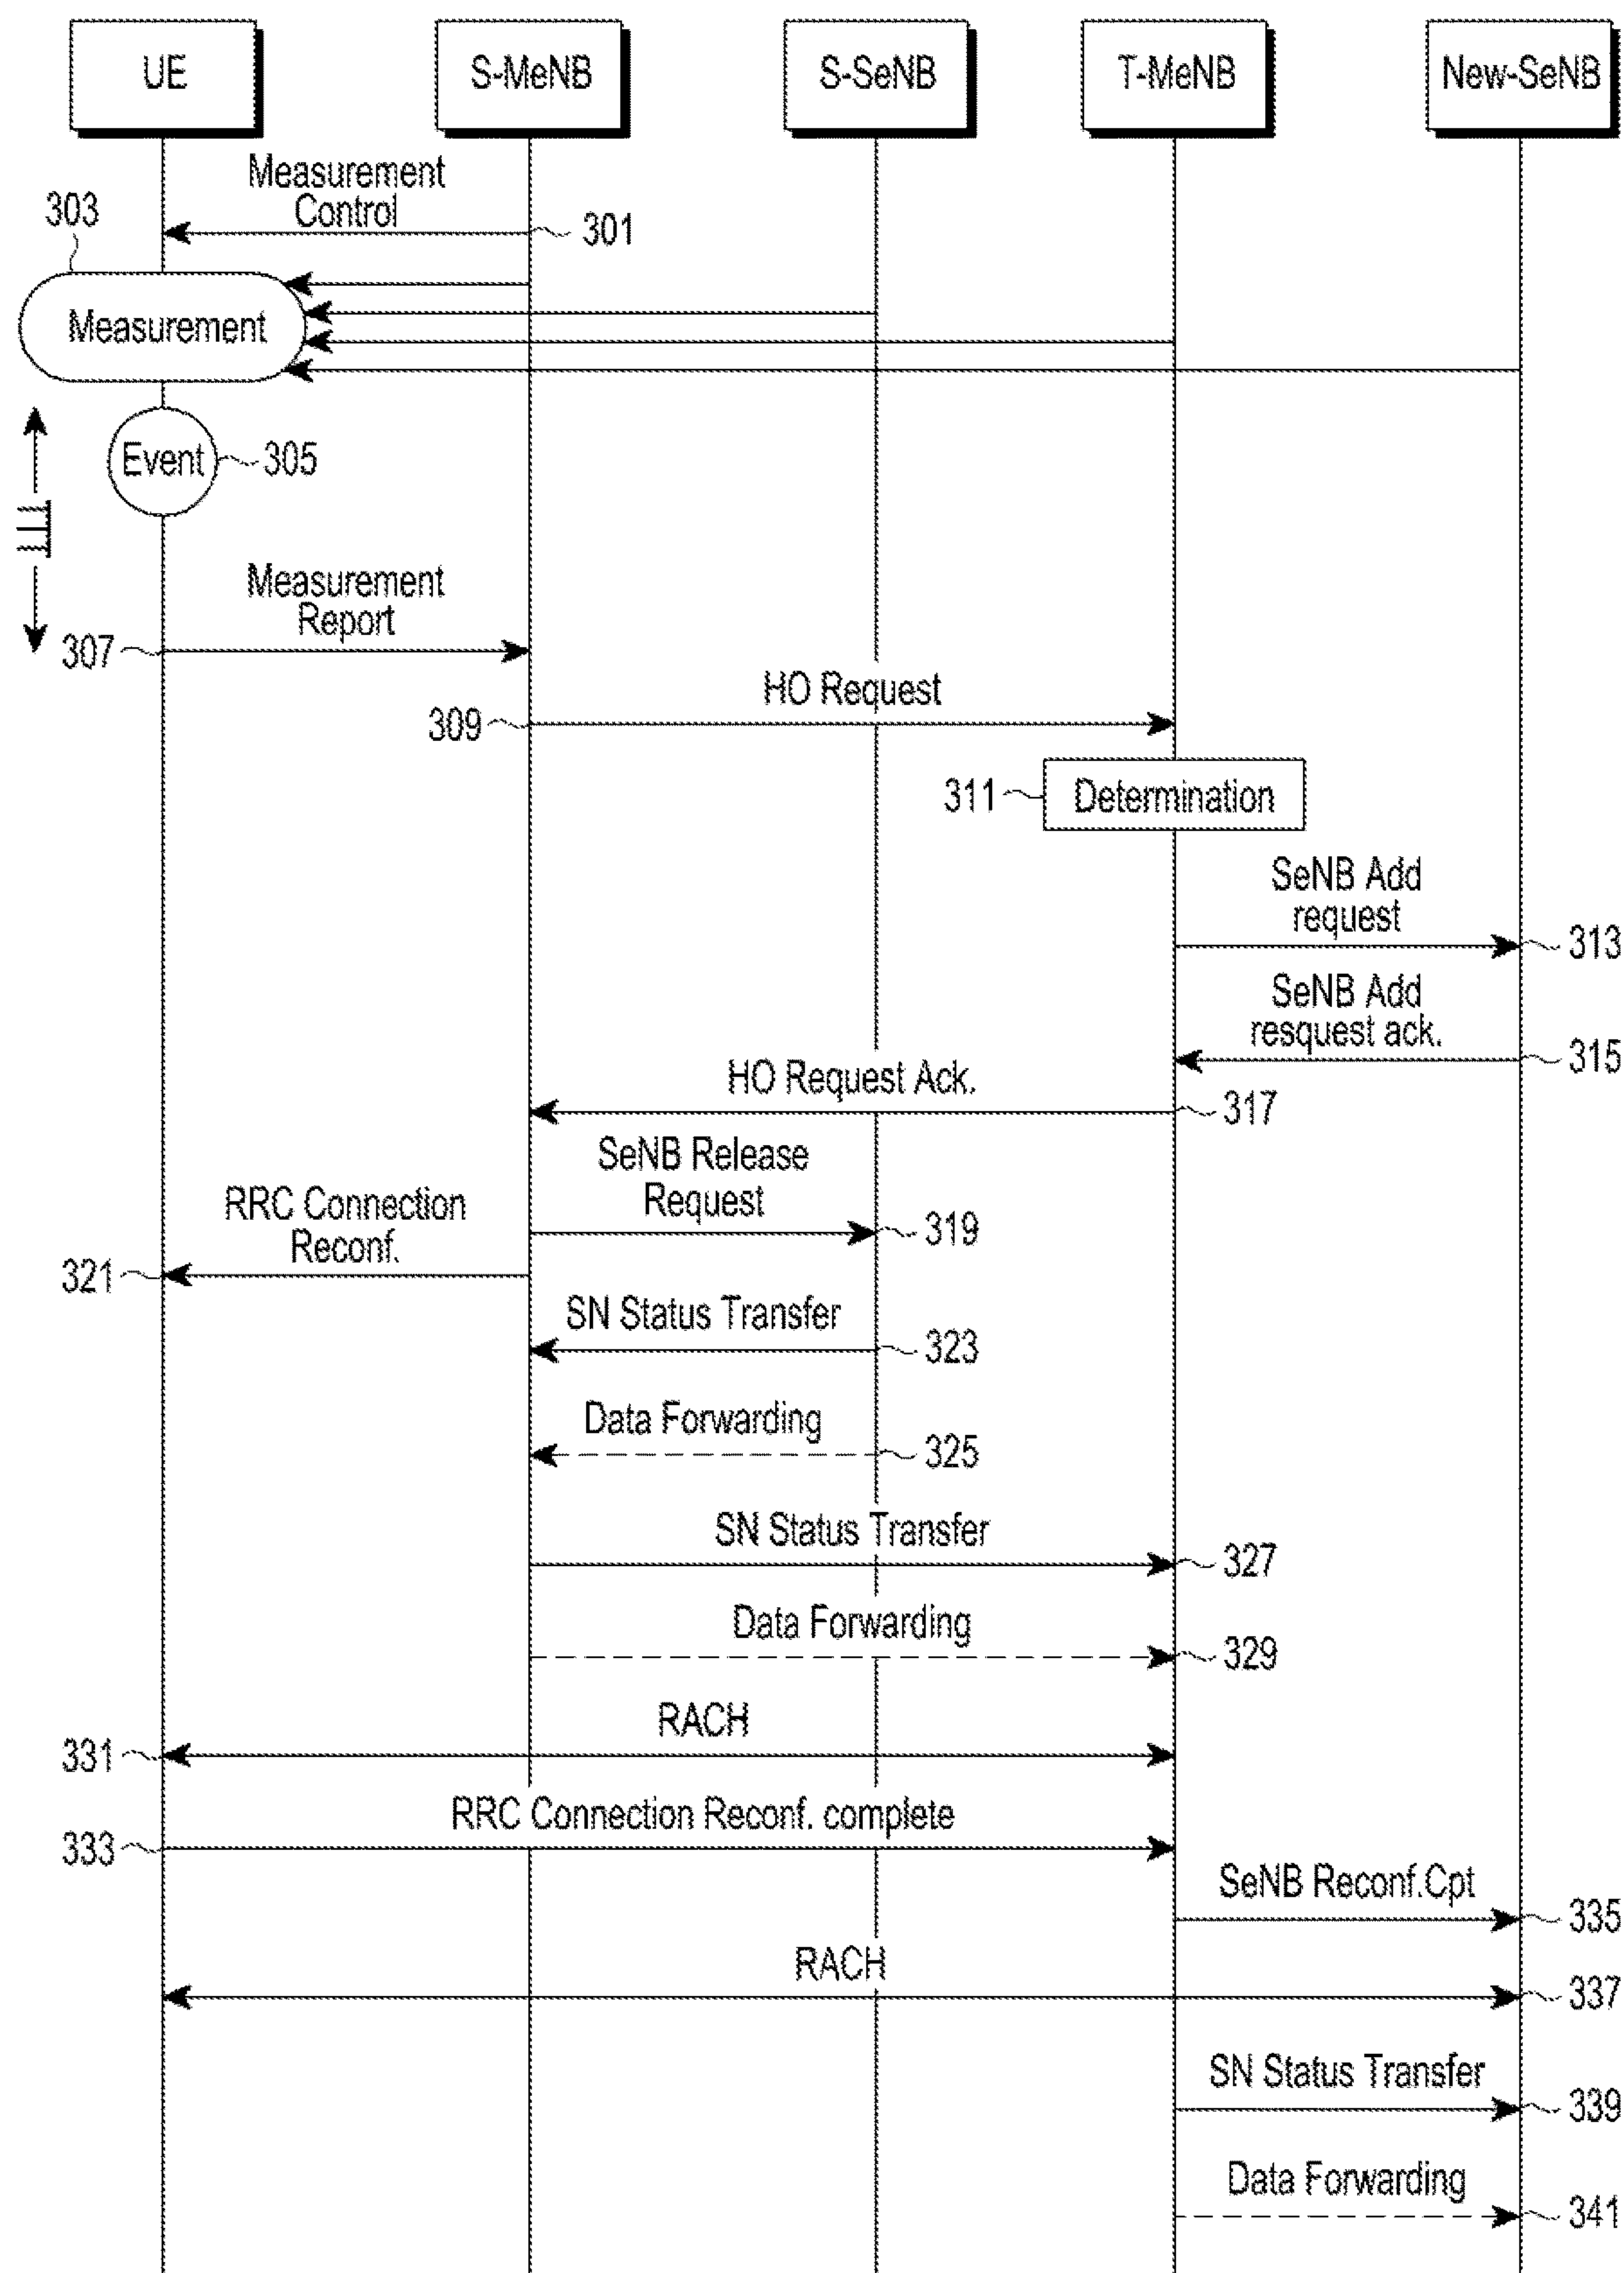 UE
S-MeNB
S-SeNB
T-MeNB
New-SeNB
Measurement
Control
301
303
Measurement
Event
305
TTT
Measurement
Report
307
HO Request
309
311
Determination
SeNB Add
request
313
SeNB Add
resquest ack.
315
HO Request Ack.
317
SeNB Release
Request
319
RRC Connection
Reconf.
321
SN Status Transfer
323
Data Forwarding
325
SN Status Transfer
327
Data Forwarding
329
RACH
331
RRC Connection Reconf. complete
333
SeNB Reconf.Cpt
335
RACH
337
SN Status Transfer
339
Data Forwarding
341